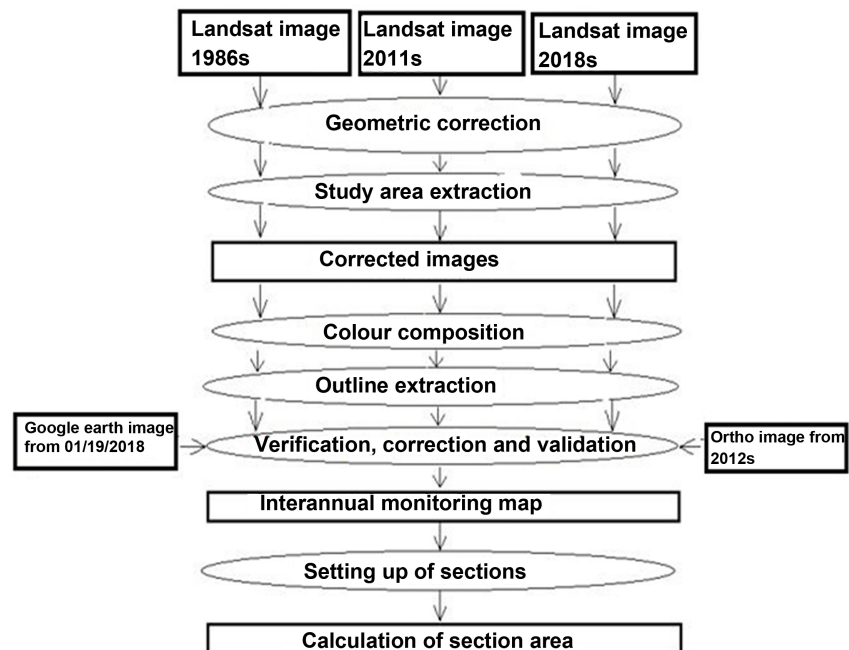 Landsat image
1986s
Landsat image
2011s
Landsat image
2018s
Geometric correction
Study area extraction
Corrected images
Colour composition
Outline extraction
Google earth image
from 01/19/2018
Verification, correction and validation
Ortho image from
2012s
Interannual monitoring map
Setting up of sections
Calculation of section area